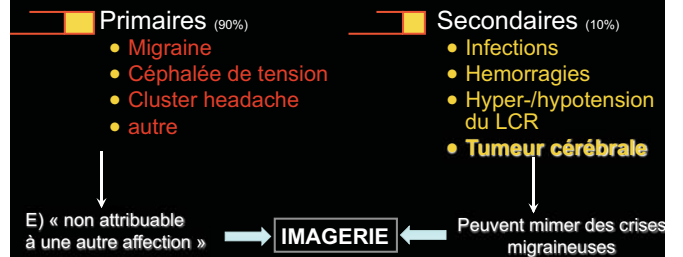 Primaires (90%)
• Migraine
• Céphalée de tension
• Cluster headache
• autre
E) « non attribuable
à une autre affection »
Secondaires (10%)
• Infections
• Hemorragies
• Hyper-/hypotension
du LCR
• Tumeur cérébrale
Peuvent mimer des crises
migraineuses
IMAGERIE